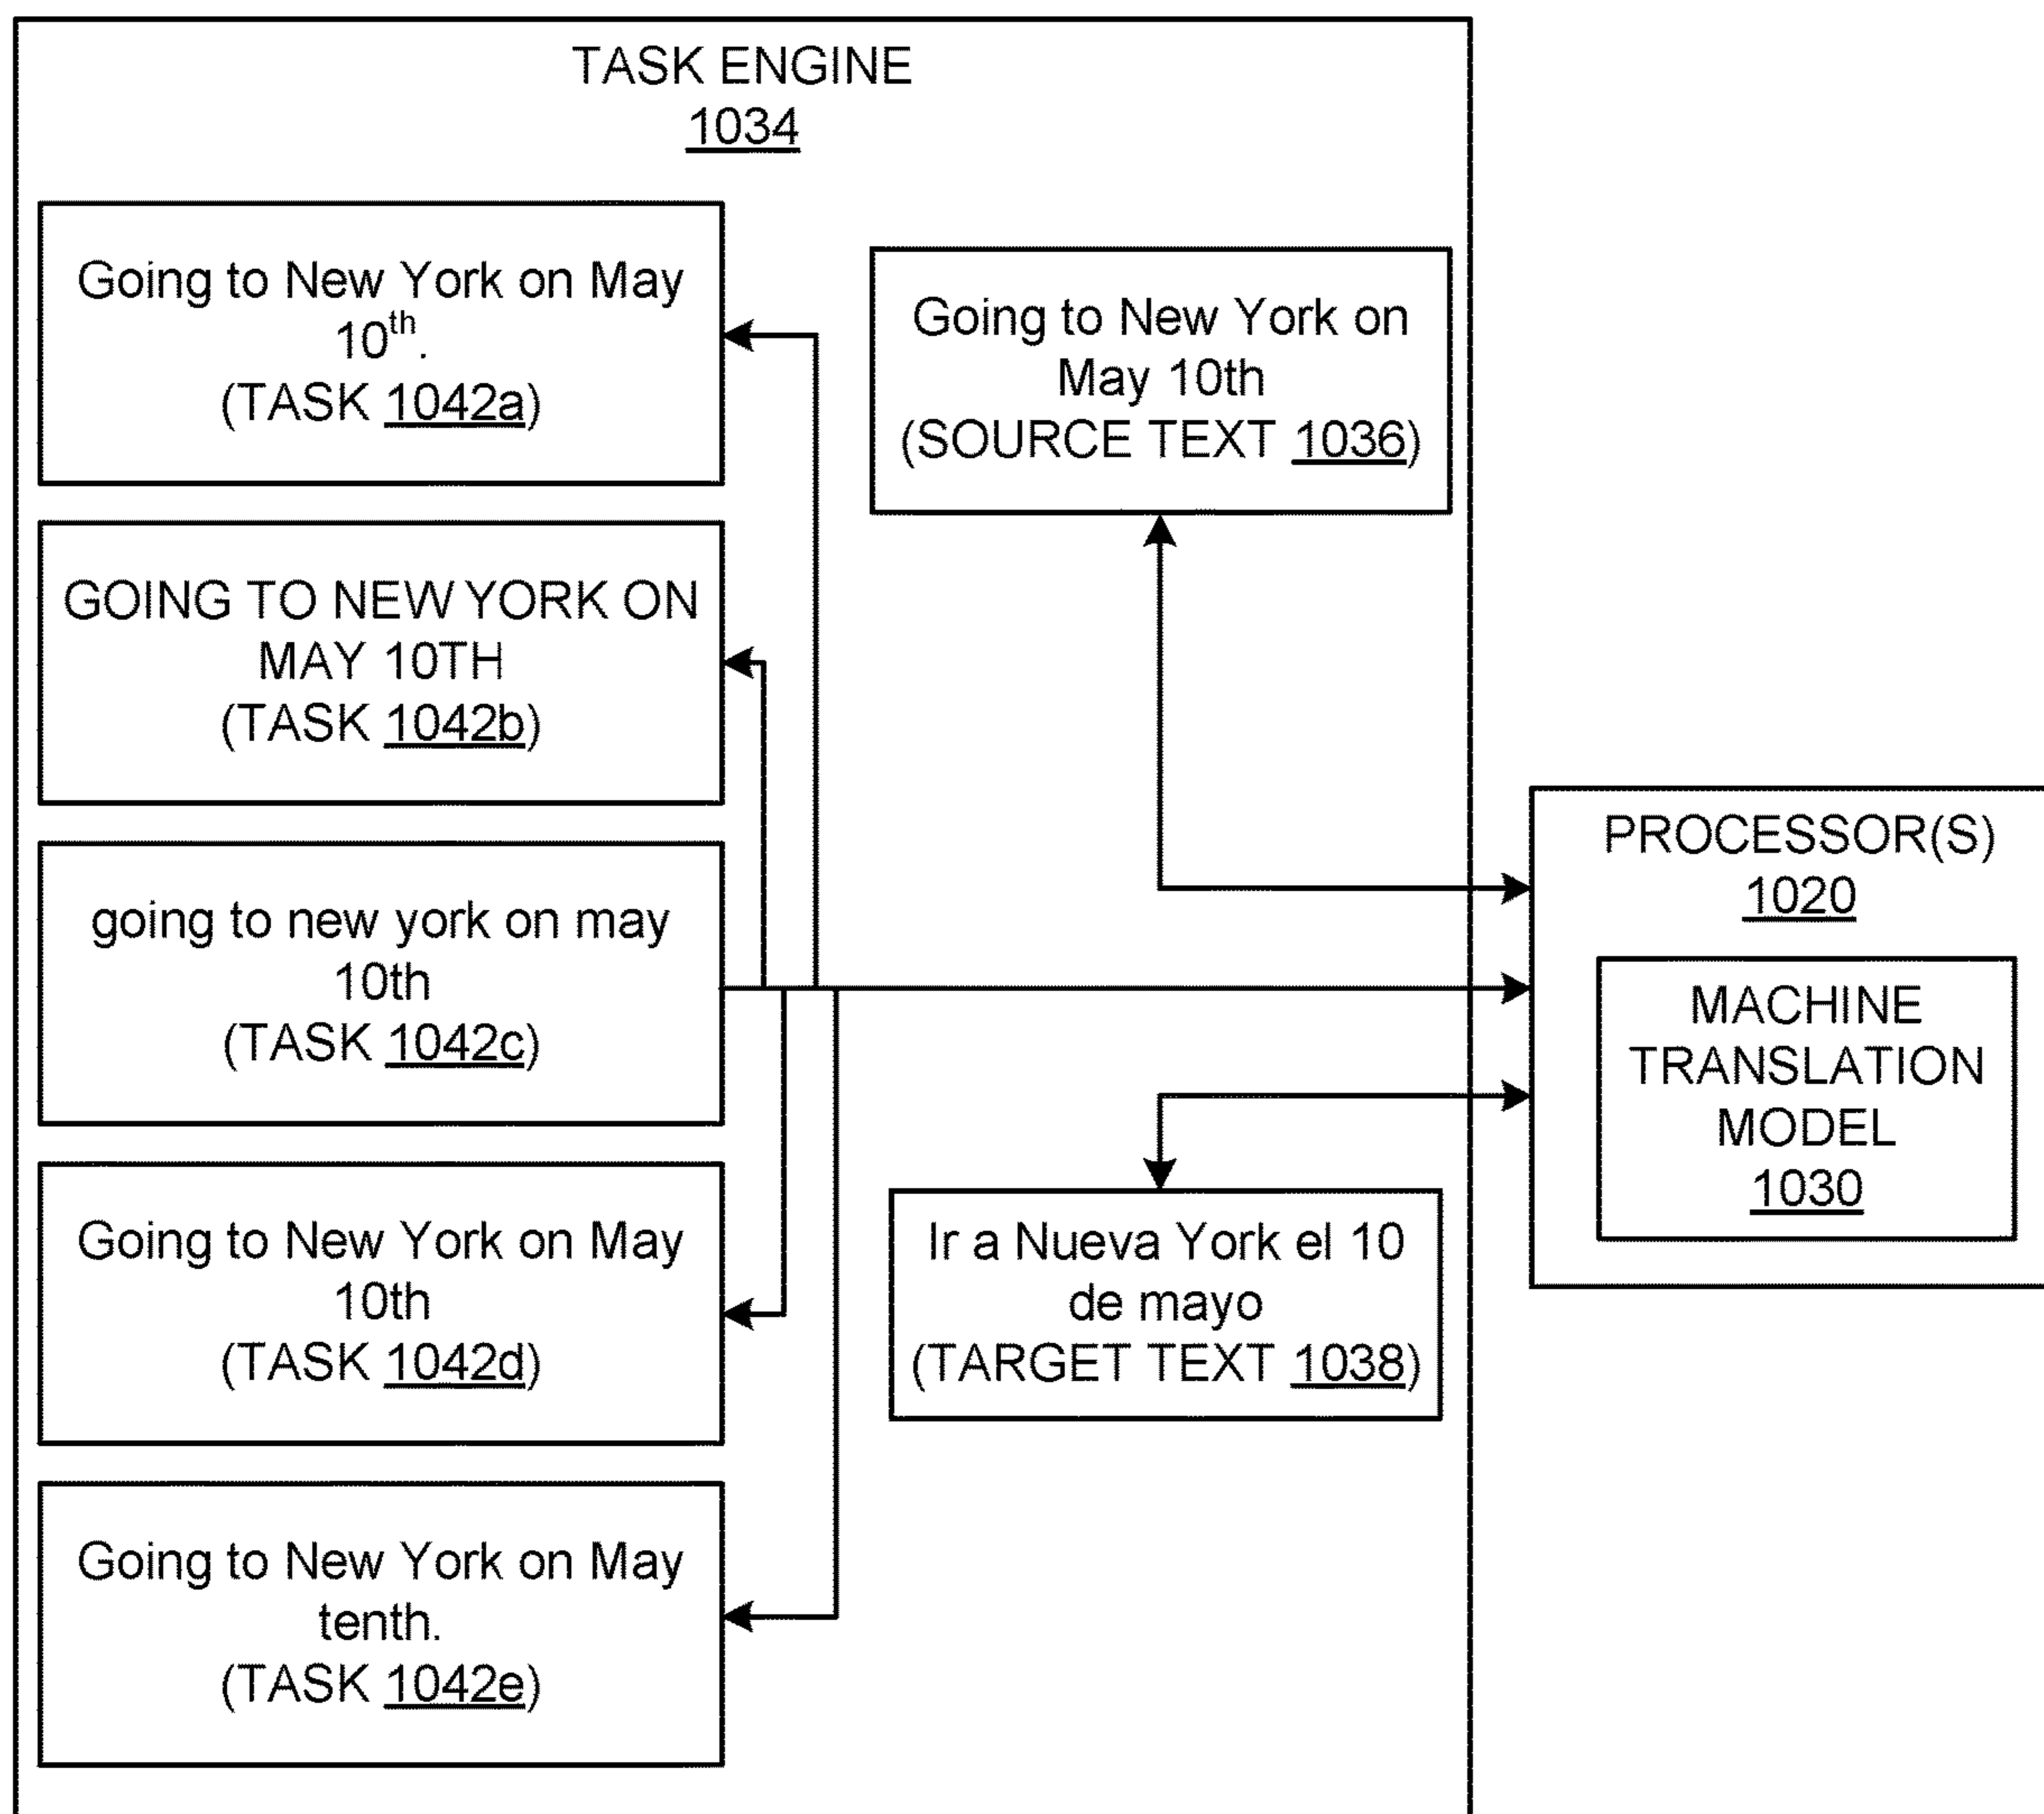 TASK ENGINE
1034
Going to New York on May
10th.
(TASK 1042a)
GOING TO NEW YORK ON
MAY 10TH
(TASK 1042b)
going to new york on may
10th
(TASK 1042c)
Going to New York on May
10th
(TASK 1042d)
Going to New York on May
tenth.
(TASK 1042e)
Going to New York on
May 10th
(SOURCE TEXT 1036)
Ir a Nueva York el 10
de mayo
(TARGET TEXT 1038)
PROCESSOR(S)
1020
MACHINE
TRANSLATION
MODEL
1030